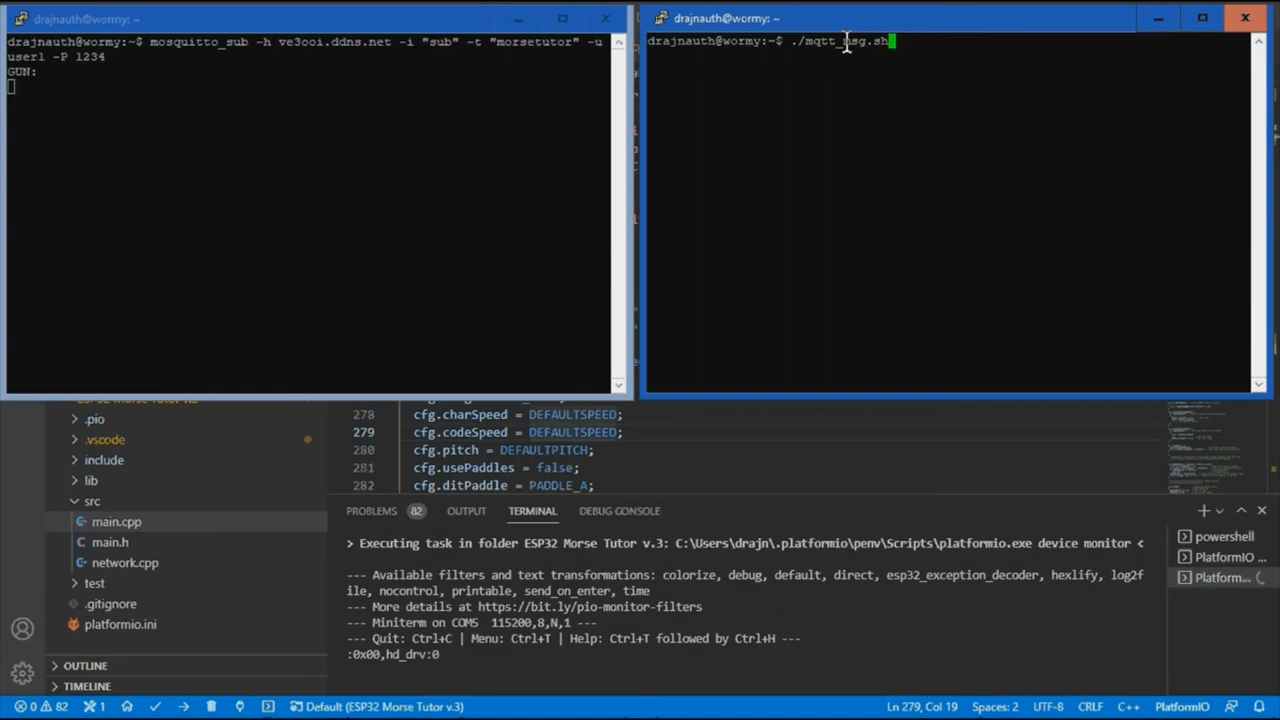 drajnauth@wormy: ~
drajnauth@wormy:~$ mosquitto_sub -h ve3ooi.ddns.net -i "sub" -t "morsetutor" -u
user1 -P 1234
GUN:
drajnauth@wormy: ~
drajnauth@wormy:~$ ./mqtt_msg.sh
.pio
.vscode
include
lib
src
main.cpp
main.h
network.cpp
test
.gitignore
platformio.ini
OUTLINE
TIMELINE
278 cfg.charSpeed = DEFAULTSPEED;
279 cfg.codeSpeed = DEFAULTSPEED;
280 cfg.pitch = DEFAULTPITCH;
281 cfg.usePaddles = false;
282 cfg.ditPaddle = PADDLE_A;
PROBLEMS 82 OUTPUT TERMINAL DEBUG CONSOLE
> Executing task in folder ESP32 Morse Tutor v.3: C:\Users\drajn\.platformio\penv\Scripts\platformio.exe device monitor <
--- Available filters and text transformations: colorize, debug, default, direct, esp32_exception_decoder, hexlify, log2f
ile, nocontrol, printable, send_on_enter, time
--- More details at https://bit.ly/pio-monitor-filters
--- Miniterm on COM5  115200,8,N,1 ---
--- Quit: Ctrl+C | Menu: Ctrl+T | Help: Ctrl+T followed by Ctrl+H ---
:0x00,hd_drv:0
powershell
PlatformIO ...
Platform...
0 82 1 Default (ESP32 Morse Tutor v.3) Ln 279, Col 19 Spaces: 2 UTF-8 CRLF C++ PlatformIO